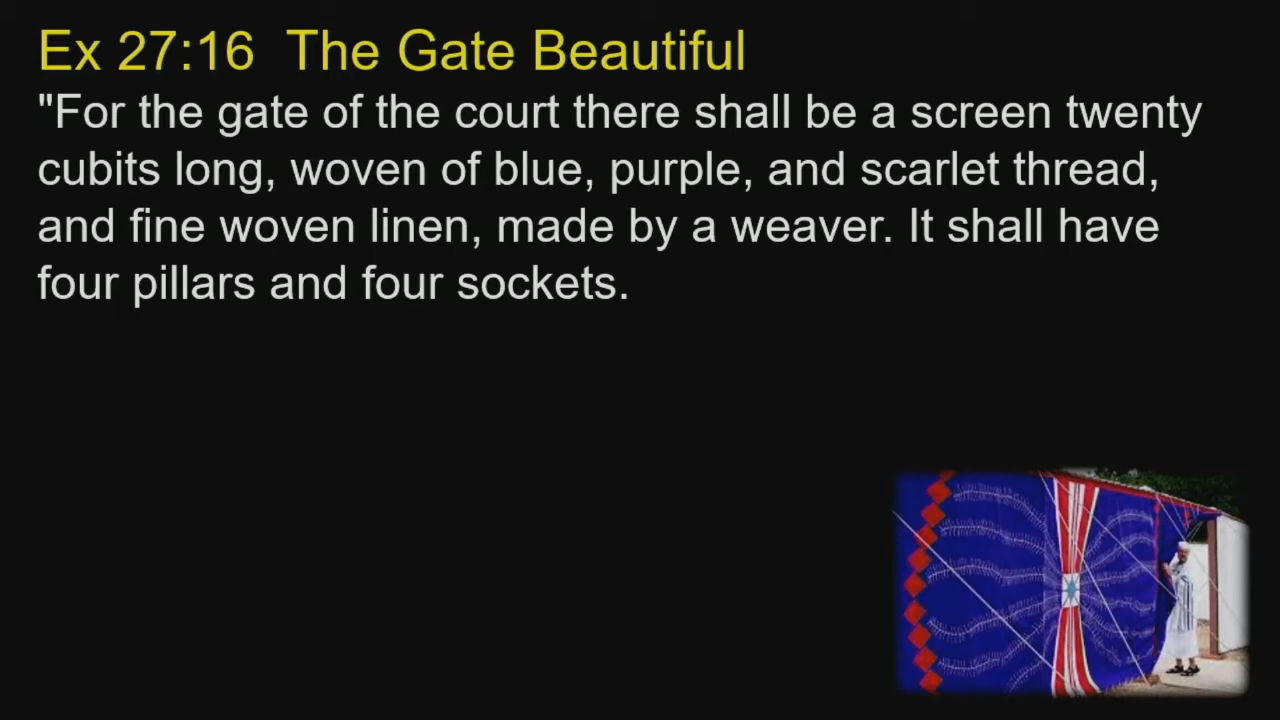 Ex 27:16  The Gate Beautiful
"For the gate of the court there shall be a screen twenty
cubits long, woven of blue, purple, and scarlet thread,
and fine woven linen, made by a weaver. It shall have
four pillars and four sockets.